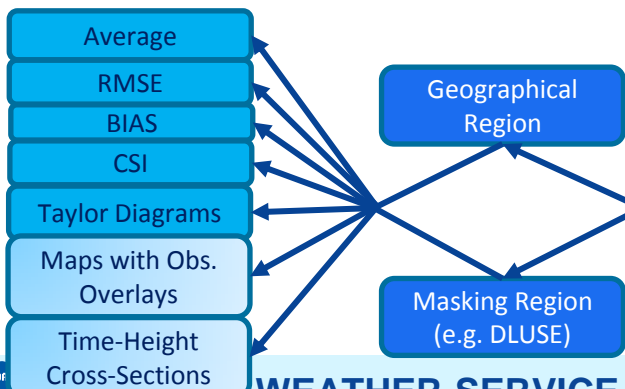 Average
RMSE
BIAS
CSI
Taylor Diagrams
Maps with Obs.
Overlays
Time-Height
Cross-Sections
Geographical
Region
Masking Region
(e.g. DLUSE)
WEATHER SERVICE